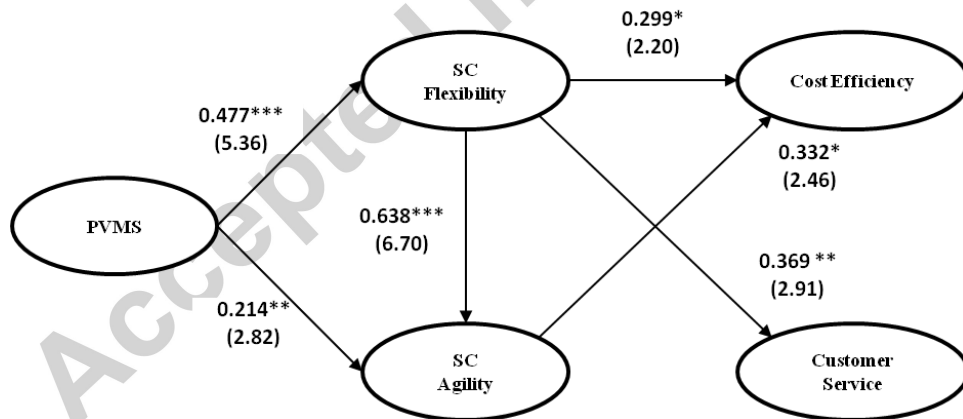 0.299*
(2.20)
SC
Flexibility
Cost Efficiency
0.477***
(5.36)
0.332*
(2.46)
0.638***
(6.70)
PVMS
0.369 **
(2.91)
0.214**
(2.82)
SC
Agility
Customer
Service
Accepted